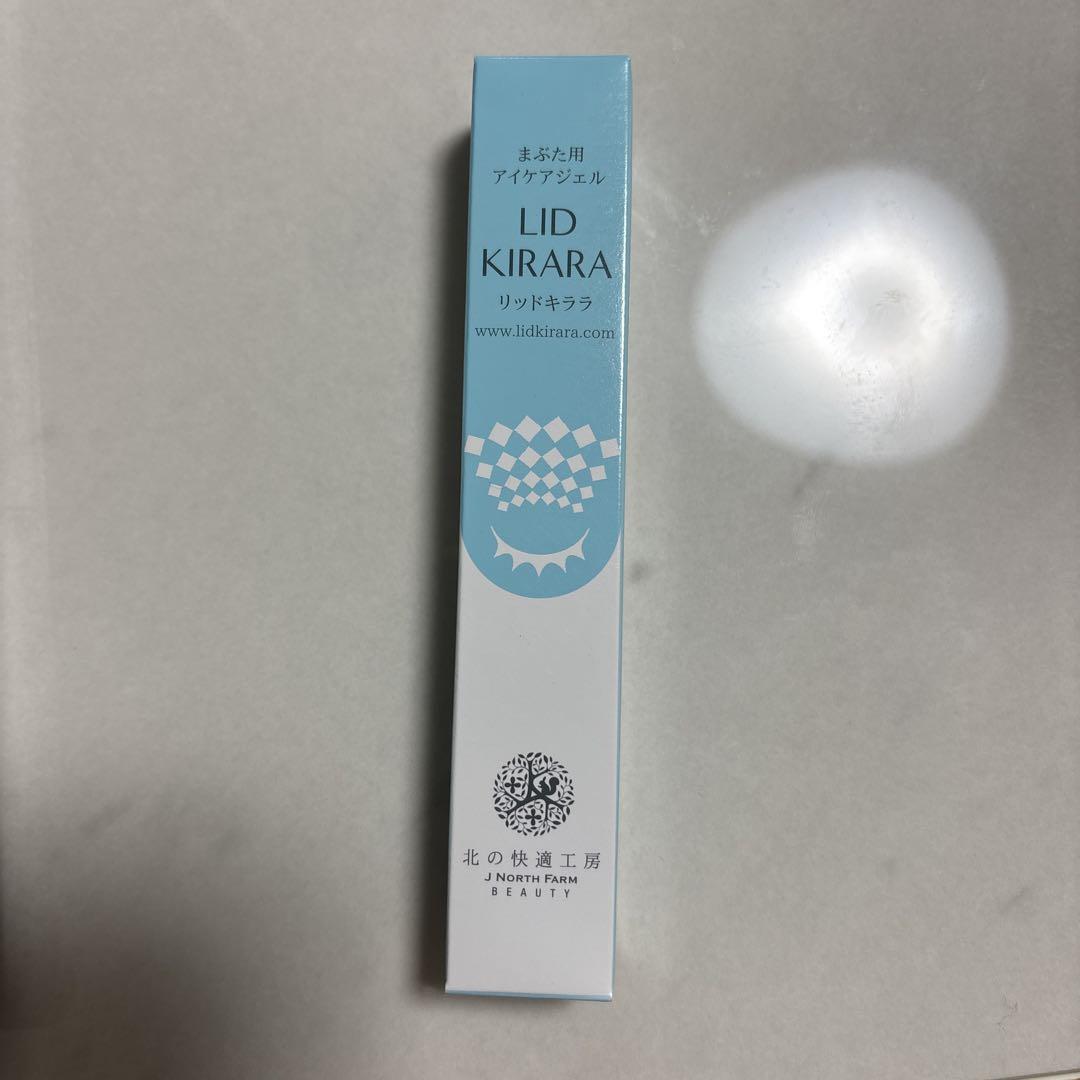 まぶた用
アイケアジェル
LID
KIRARA
リッドキララ
www.lidkirara.com
北の快適工房
J NORTH FARM
BEAUTY